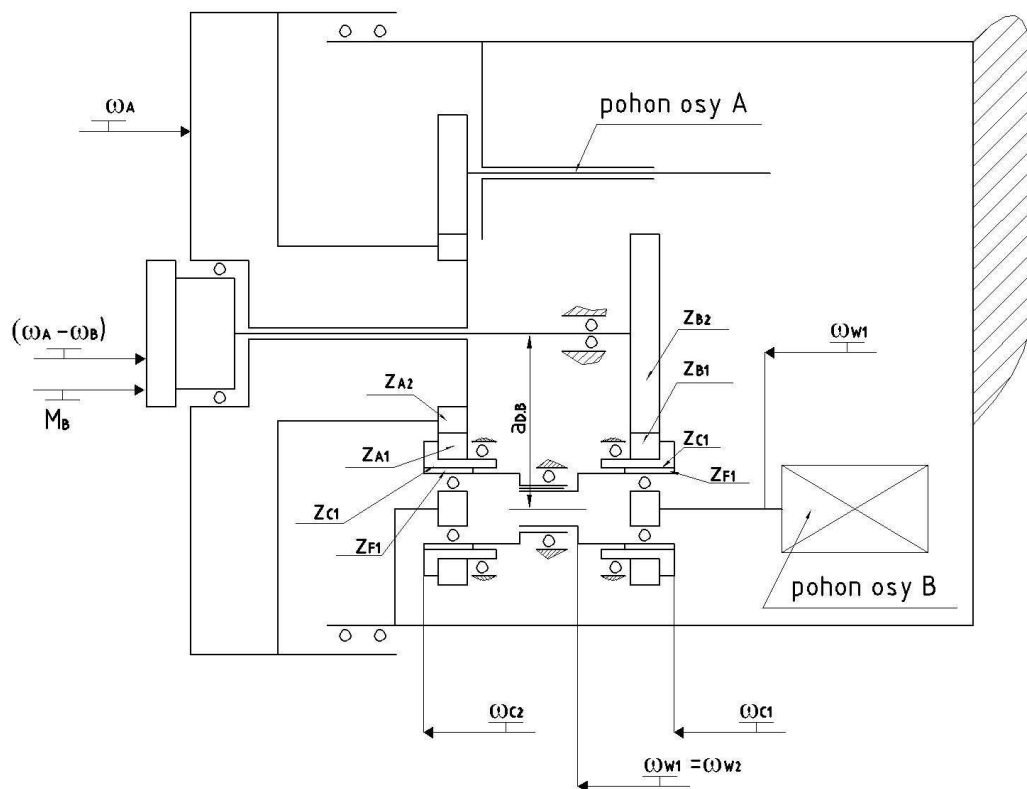 ωA
pohon osy A
(ωA-ωB)
MB
zA2
zA1
zC1
zF1
aD.B
zB2
zB1
zC1
zF1
ωW1
pohon osy B
ωC2
ωC1
ωW1=ωW2